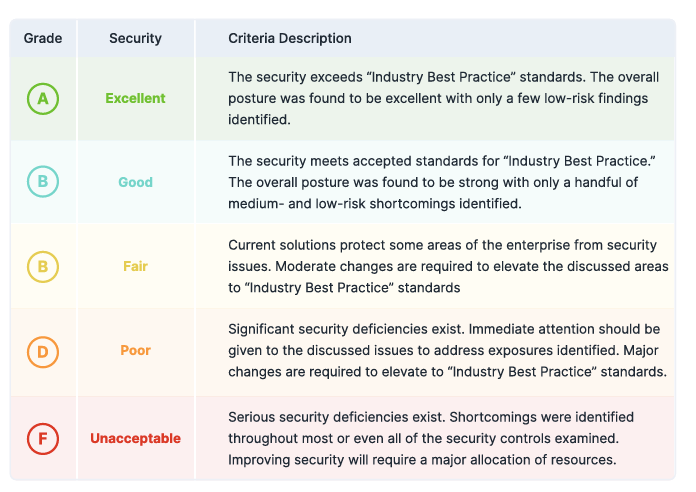 Grade Security Criteria Description
The security exceeds “Industry Best Practice” standards. The overall
A Excellent posture was found to be excellent with only a few low-risk findings
identified.
The security meets accepted standards for “Industry Best Practice.”
B Good The overall posture was found to be strong with only a handful of
medium- and low-risk shortcomings identified.
Current solutions protect some areas of the enterprise from security
B Fair issues. Moderate changes are required to elevate the discussed areas
to “Industry Best Practice” standards
Significant security deficiencies exist. Immediate attention should be
D Poor given to the discussed issues to address exposures identified. Major
changes are required to elevate to “Industry Best Practice” standards.
Serious security deficiencies exist. Shortcomings were identified
F Unacceptable throughout most or even all of the security controls examined.
Improving security will require a major allocation of resources.